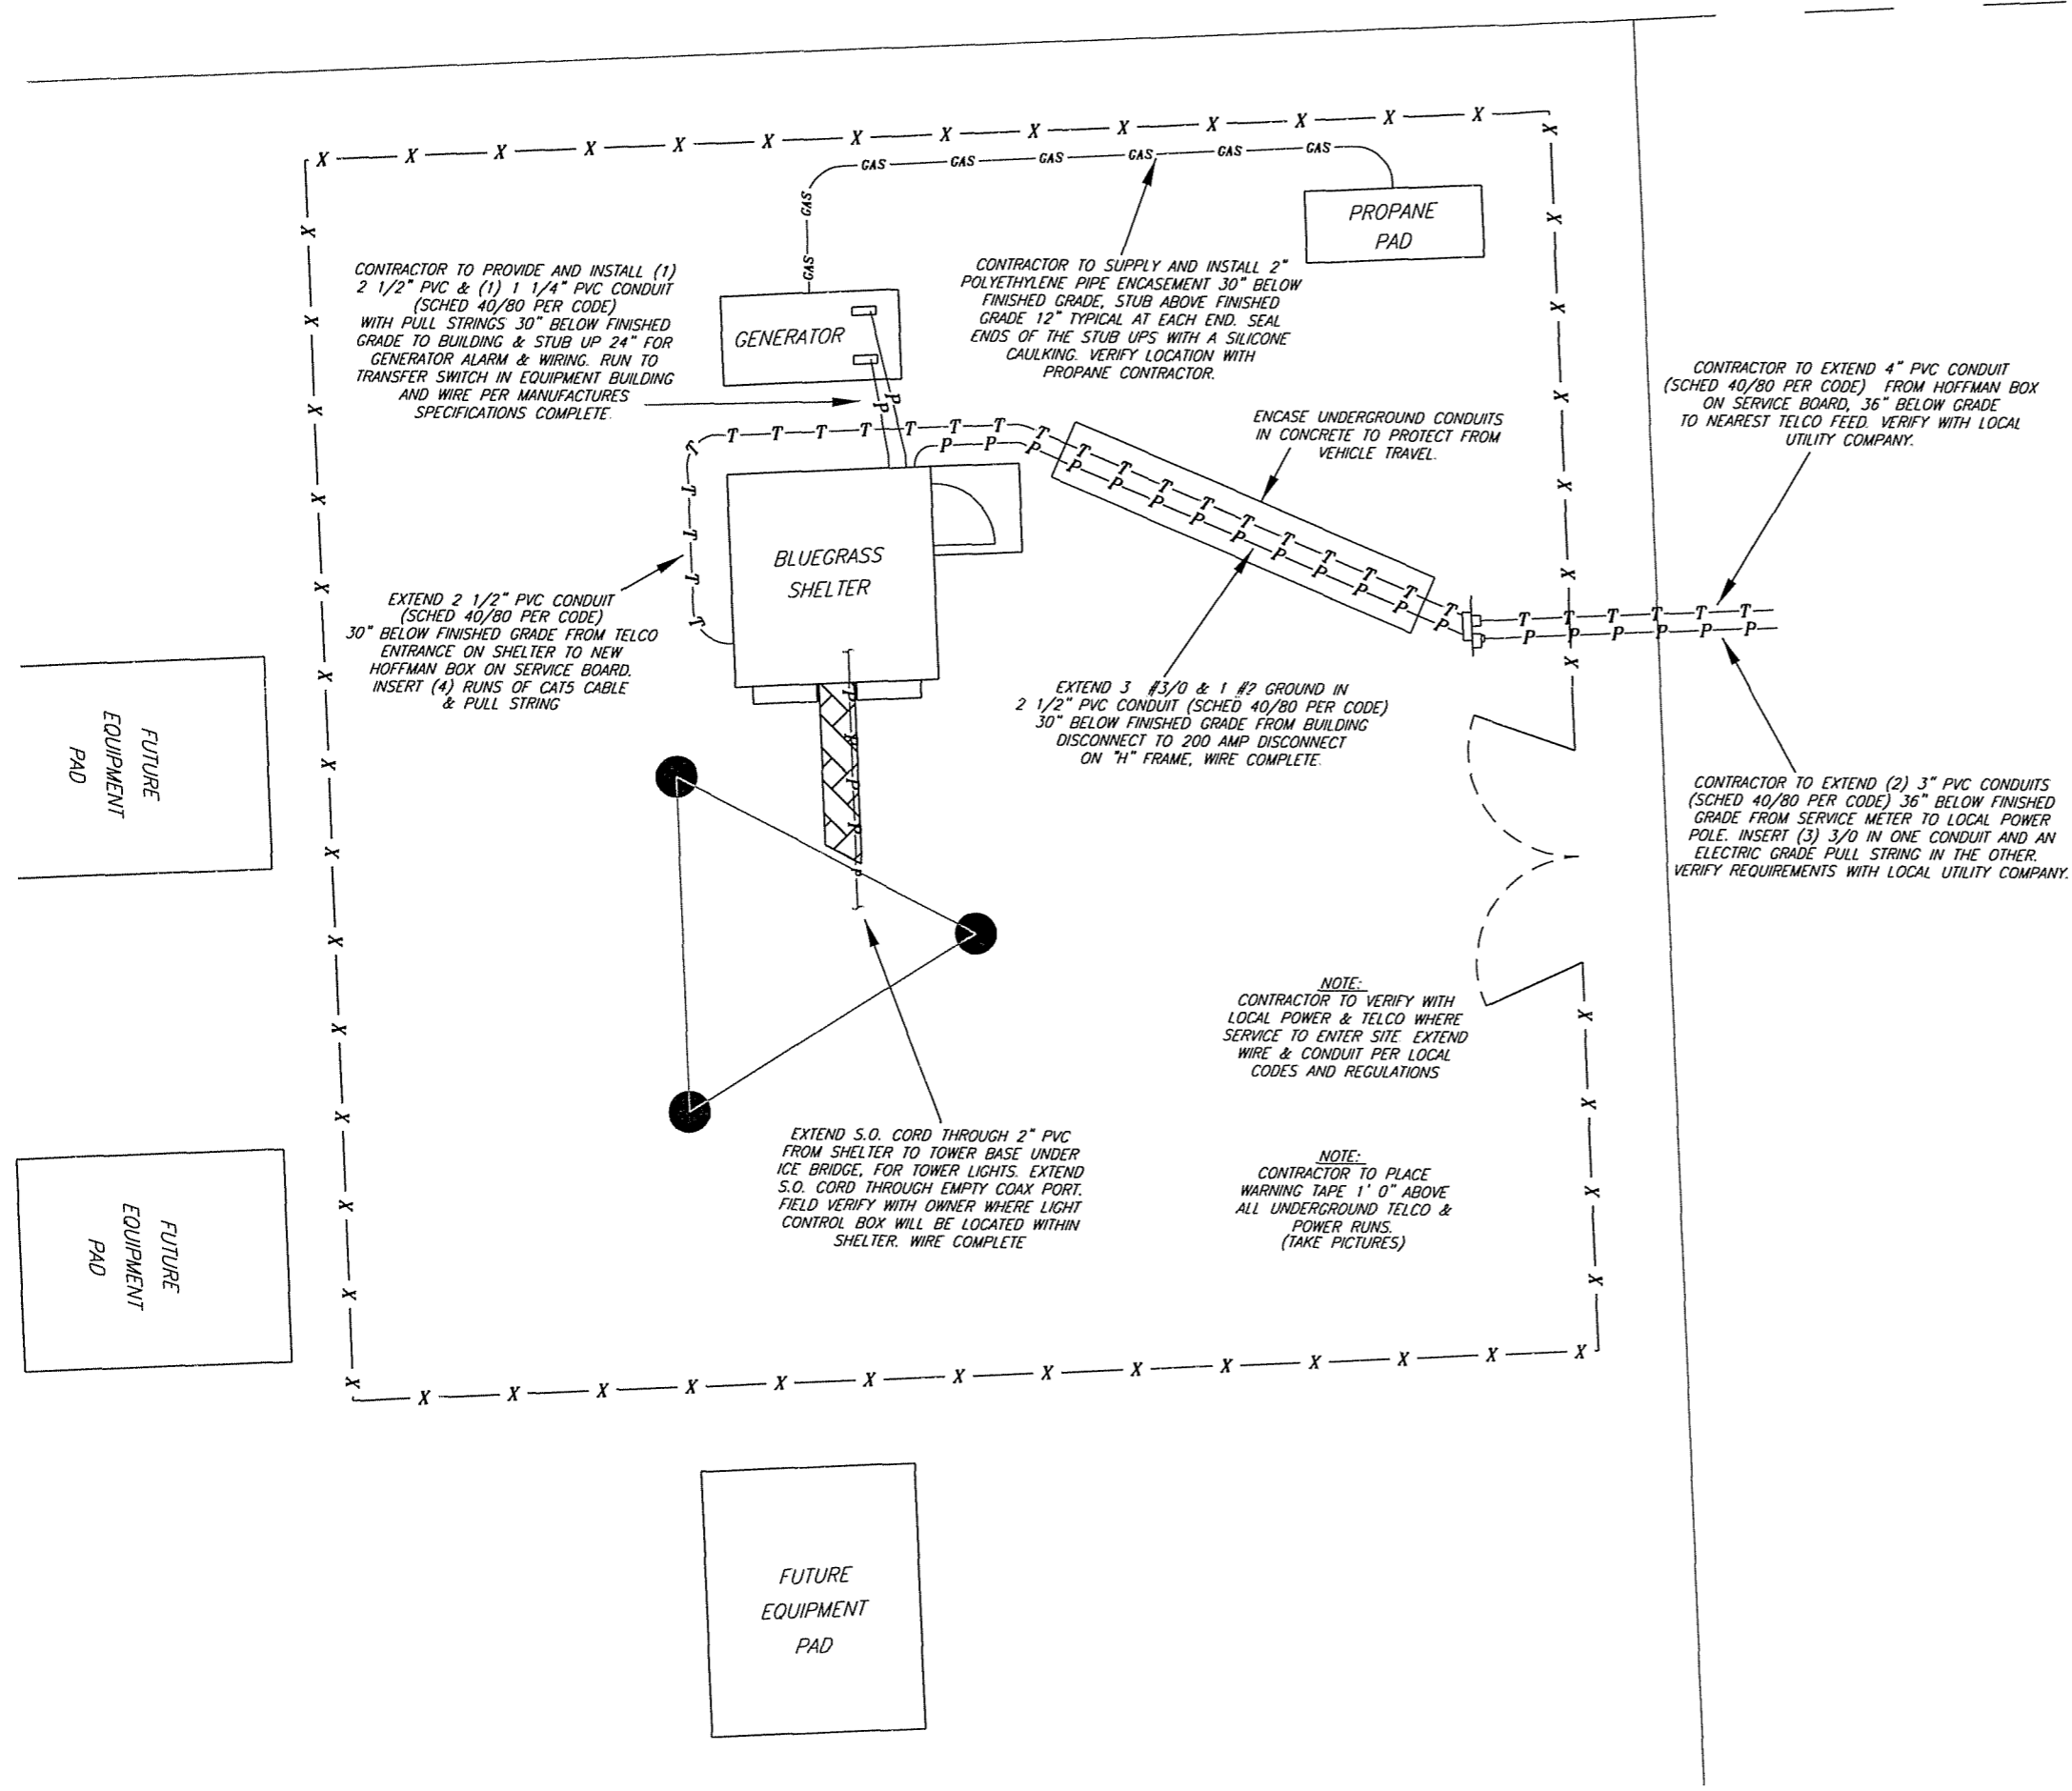 GAS GAS GAS GAS GAS GAS
GAS
GAS
PROPANE
PAD
CONTRACTOR TO PROVIDE AND INSTALL (1)
2 1/2" PVC & (1) 1 1/4" PVC CONDUIT
(SCHED 40/80 PER CODE)
WITH PULL STRINGS 30" BELOW FINISHED
GRADE TO BUILDING & STUB UP 24" FOR
GENERATOR ALARM & WIRING. RUN TO
TRANSFER SWITCH IN EQUIPMENT BUILDING
AND WIRE PER MANUFACTURES
SPECIFICATIONS COMPLETE.
GENERATOR
CONTRACTOR TO SUPPLY AND INSTALL 2"
POLYETHYLENE PIPE ENCASEMENT 30" BELOW
FINISHED GRADE, STUB ABOVE FINISHED
GRADE 12" TYPICAL AT EACH END. SEAL
ENDS OF THE STUB UPS WITH A SILICONE
CAULKING. VERIFY LOCATION WITH
PROPANE CONTRACTOR.
CONTRACTOR TO EXTEND 4" PVC CONDUIT
(SCHED 40/80 PER CODE) FROM HOFFMAN BOX
ON SERVICE BOARD, 36" BELOW GRADE
TO NEAREST TELCO FEED. VERIFY WITH LOCAL
UTILITY COMPANY.
ENCASE UNDERGROUND CONDUITS
IN CONCRETE TO PROTECT FROM
VEHICLE TRAVEL.
BLUEGRASS
SHELTER
EXTEND 2 1/2" PVC CONDUIT
(SCHED 40/80 PER CODE)
30" BELOW FINISHED GRADE FROM TELCO
ENTRANCE ON SHELTER TO NEW
HOFFMAN BOX ON SERVICE BOARD.
INSERT (4) RUNS OF CAT5 CABLE
& PULL STRING
EXTEND 3 #3/0 & 1 #2 GROUND IN
2 1/2" PVC CONDUIT (SCHED 40/80 PER CODE)
30" BELOW FINISHED GRADE FROM BUILDING
DISCONNECT TO 200 AMP DISCONNECT
ON "H" FRAME, WIRE COMPLETE.
CONTRACTOR TO EXTEND (2) 3" PVC CONDUITS
(SCHED 40/80 PER CODE) 36" BELOW FINISHED
GRADE FROM SERVICE METER TO LOCAL POWER
POLE. INSERT (3) 3/0 IN ONE CONDUIT AND AN
ELECTRIC GRADE PULL STRING IN THE OTHER.
VERIFY REQUIREMENTS WITH LOCAL UTILITY COMPANY.
FUTURE
EQUIPMENT
PAD
NOTE:
CONTRACTOR TO VERIFY WITH
LOCAL POWER & TELCO WHERE
SERVICE TO ENTER SITE. EXTEND
WIRE & CONDUIT PER LOCAL
CODES AND REGULATIONS
EXTEND S.O. CORD THROUGH 2" PVC
FROM SHELTER TO TOWER BASE UNDER
ICE BRIDGE, FOR TOWER LIGHTS. EXTEND
S.O. CORD THROUGH EMPTY COAX PORT.
FIELD VERIFY WITH OWNER WHERE LIGHT
CONTROL BOX WILL BE LOCATED WITHIN
SHELTER. WIRE COMPLETE
NOTE:
CONTRACTOR TO PLACE
WARNING TAPE 1' 0" ABOVE
ALL UNDERGROUND TELCO &
POWER RUNS.
(TAKE PICTURES)
FUTURE
EQUIPMENT
PAD
FUTURE
EQUIPMENT
PAD